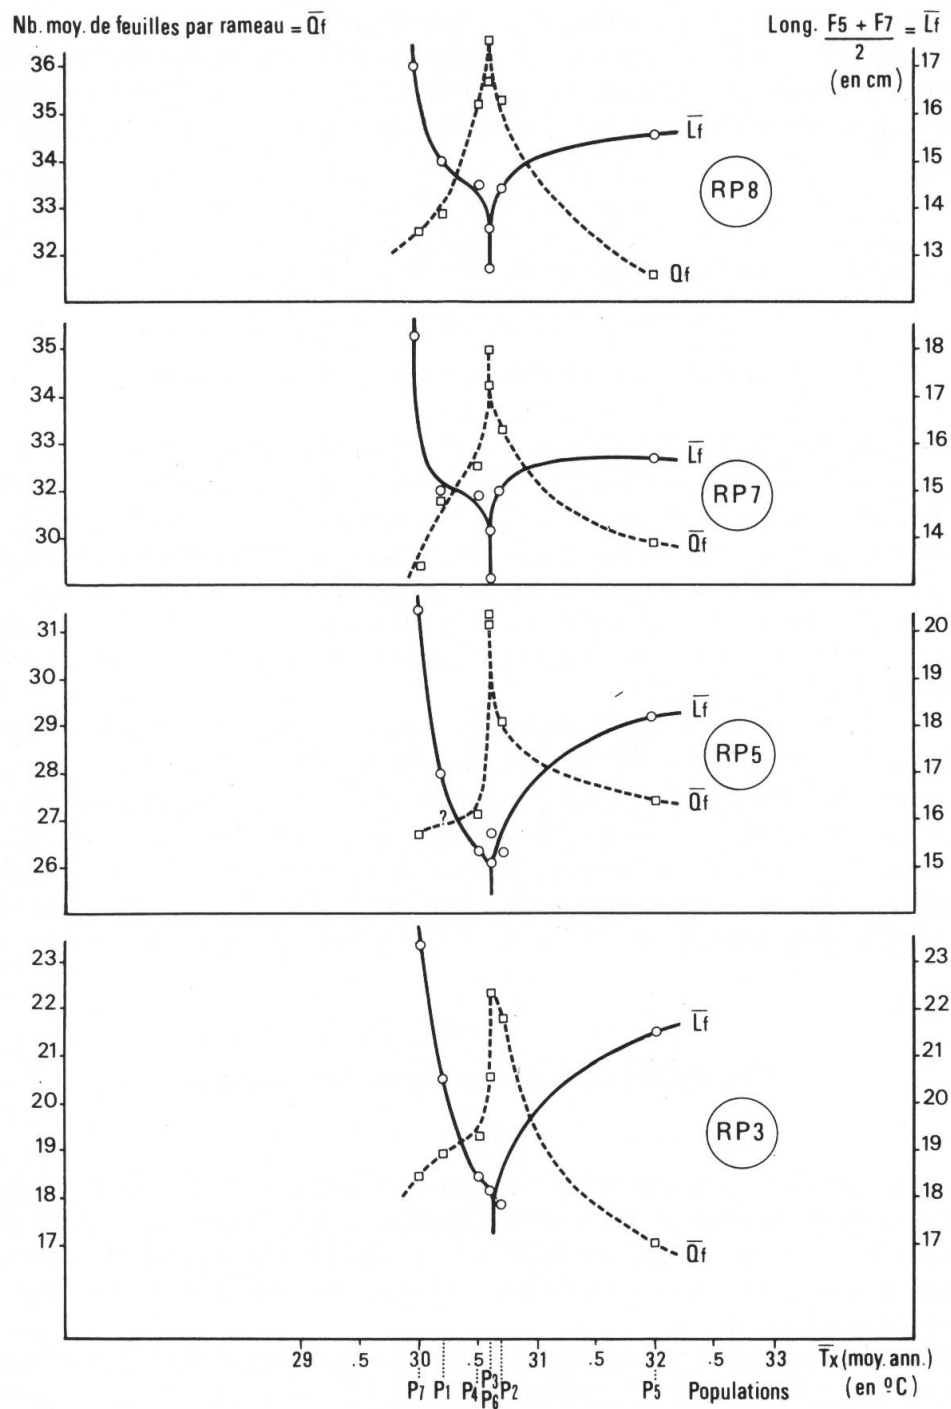 Nb. moy. de feuilles par rameau = Q̅f
Long. F5 + F7 / 2 = L̅f
(en cm)
36
35
34
33
32
17
16
15
14
13
L̅f
RP8
Qf
35
34
33
32
30
18
17
16
15
14
L̅f
RP7
Q̅f
31
30
29
28
27
26
20
19
18
17
16
15
L̅f
RP5
Q̅f
?
23
22
21
20
19
18
17
23
22
21
20
19
18
17
L̅f
RP3
Q̅f
29 .5 30 .5 31 .5 32 .5 33 T̅x (moy. ann.)
(en ºC)
P7 P1 P4 P3 P6 P2 P5 Populations